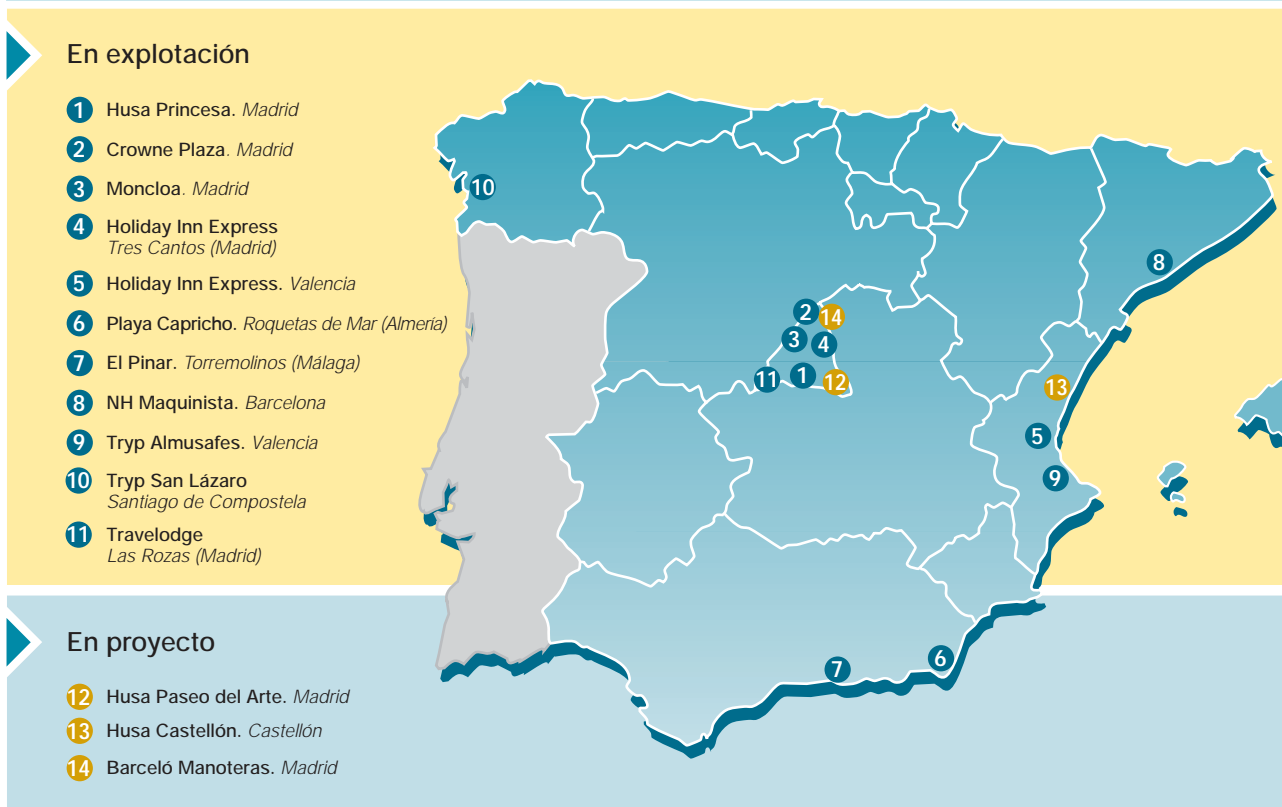 En explotación
1 Husa Princesa. Madrid
2 Crowne Plaza. Madrid
3 Moncloa. Madrid
4 Holiday Inn Express
Tres Cantos (Madrid)
5 Holiday Inn Express. Valencia
6 Playa Capricho. Roquetas de Mar (Almería)
7 El Pinar. Torremolinos (Málaga)
8 NH Maquinista. Barcelona
9 Tryp Almusafes. Valencia
10 Tryp San Lázaro
Santiago de Compostela
11 Travelodge
Las Rozas (Madrid)
En proyecto
12 Husa Paseo del Arte. Madrid
13 Husa Castellón. Castellón
14 Barceló Manoteras. Madrid
10
8
2
14
3
4
11
1
12
13
5
9
6
7